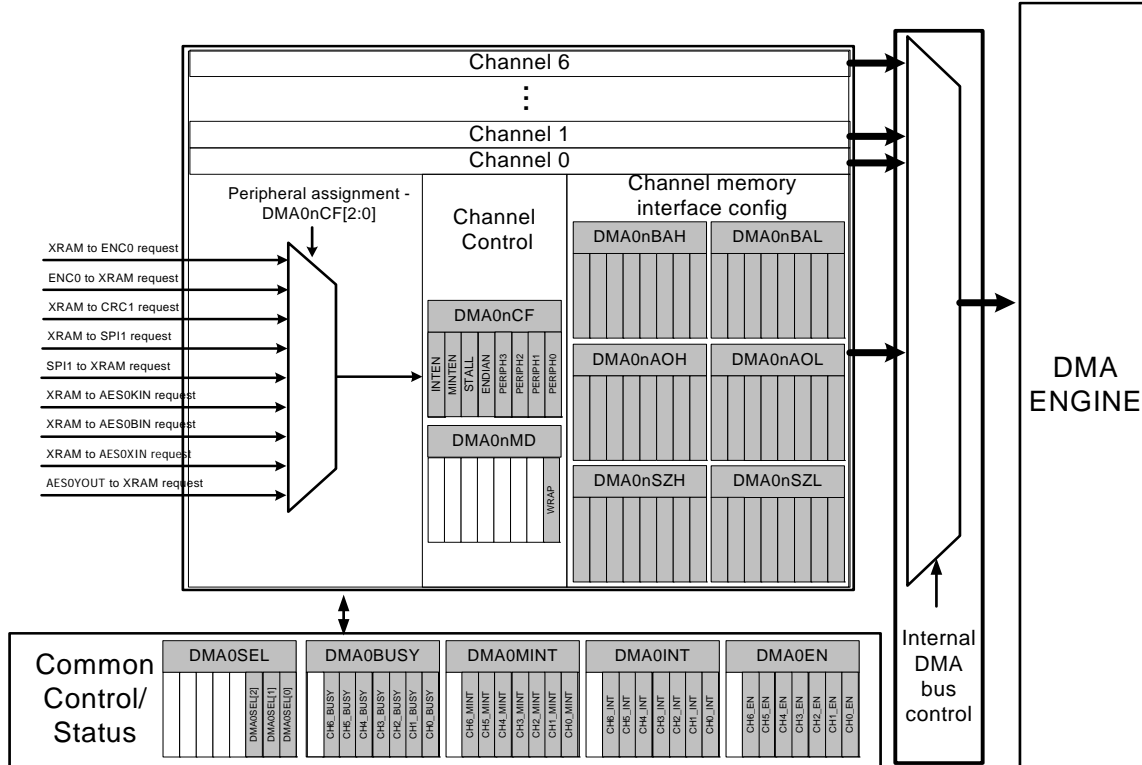 Channel 6
⋮
Channel 1
Channel 0
Peripheral assignment -
DMA0nCF[2:0]
XRAM to ENC0 request
ENC0 to XRAM request
XRAM to CRC1 request
XRAM to SPI1 request
SPI1 to XRAM request
XRAM to AES0KIN request
XRAM to AES0BIN request
XRAM to AES0XIN request
AES0YOUT to XRAM request
Channel
Control
DMA0nCF
INTEN
MINTEN
STALL
ENDIAN
PERIPH3
PERIPH2
PERIPH1
PERIPH0
DMA0nMD
WRAP
Channel memory
interface config
DMA0nBAH
DMA0nBAL
DMA0nAOH
DMA0nAOL
DMA0nSZH
DMA0nSZL
Internal
DMA
bus
control
DMA
ENGINE
Common
Control/
Status
DMA0SEL
DMA0SEL[2]
DMA0SEL[1]
DMA0SEL[0]
DMA0BUSY
CH6_BUSY
CH5_BUSY
CH4_BUSY
CH3_BUSY
CH2_BUSY
CH1_BUSY
CH0_BUSY
DMA0MINT
CH6_MINT
CH5_MINT
CH4_MINT
CH3_MINT
CH2_MINT
CH1_MINT
CH0_MINT
DMA0INT
CH6_INT
CH5_INT
CH4_INT
CH3_INT
CH2_INT
CH1_INT
CH0_INT
DMA0EN
CH6_EN
CH5_EN
CH4_EN
CH3_EN
CH2_EN
CH1_EN
CH0_EN